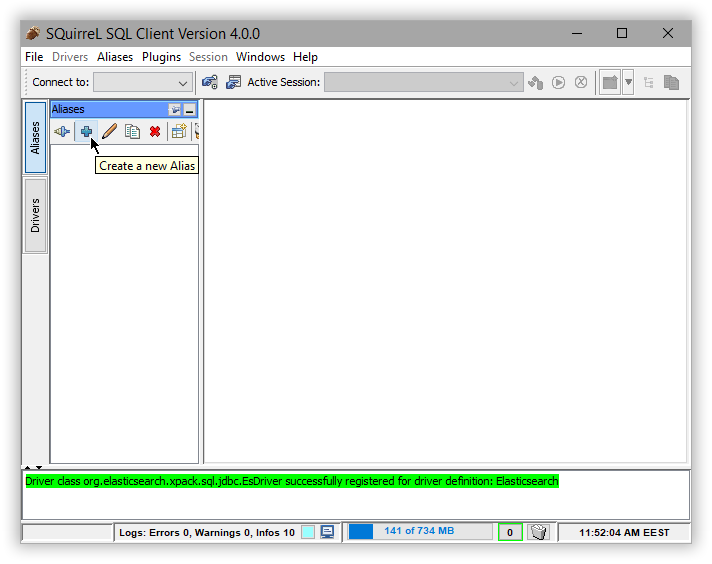 SQuirreL SQL Client Version 4.0.0
File Drivers Aliases Plugins Session Windows Help
Connect to: Active Session:
Aliases
Aliases
Create a new Alias
Drivers
Driver class org.elasticsearch.xpack.sql.jdbc.EsDriver successfully registered for driver definition: Elasticsearch
Logs: Errors 0, Warnings 0, Infos 10 141 of 734 MB 0 11:52:04 AM EEST